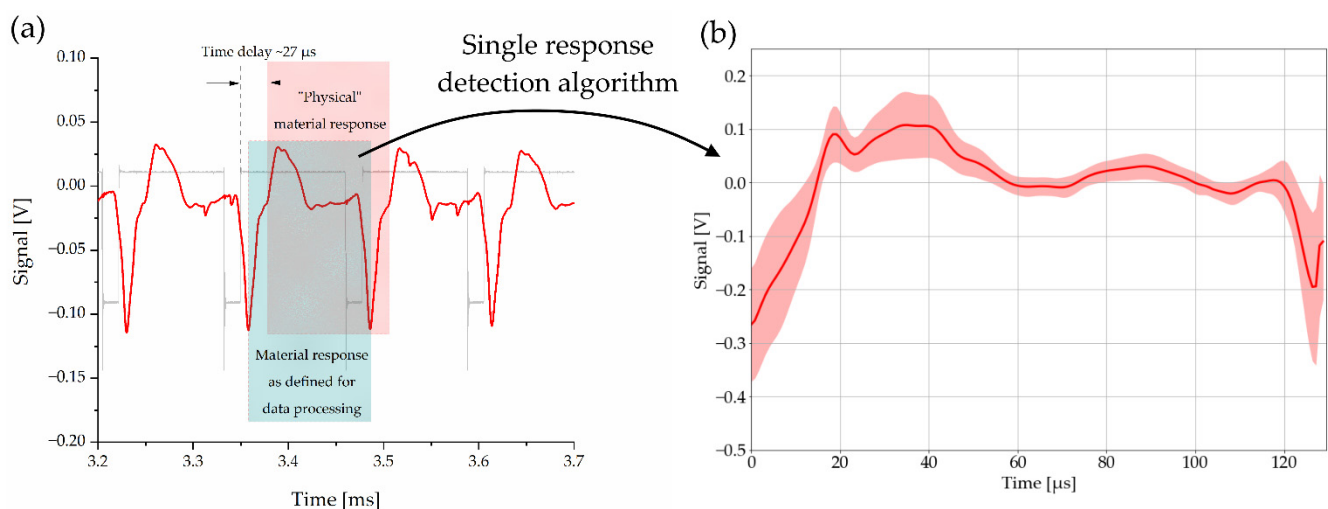 (a)
Time delay ~27 μs
"Physical"
material response
Material response
as defined for
data processing
Signal [V]
0.10
0.05
0.00
−0.05
−0.10
−0.15
−0.20
3.2
3.3
3.4
3.5
3.6
3.7
Time [ms]
Single response
detection algorithm
(b)
Signal [V]
0.2
0.1
0.0
−0.1
−0.2
−0.3
−0.4
−0.5
0
20
40
60
80
100
120
Time [μs]